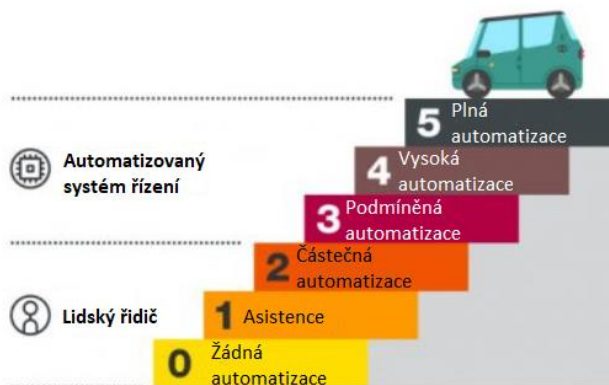 5 Plná
automatizace
4 Vysoká
automatizace
Automatizovaný
systém řízení
3 Podmíněná
automatizace
2 Částečná
automatizace
Lidský řidič
1 Asistence
0 Žádná
automatizace